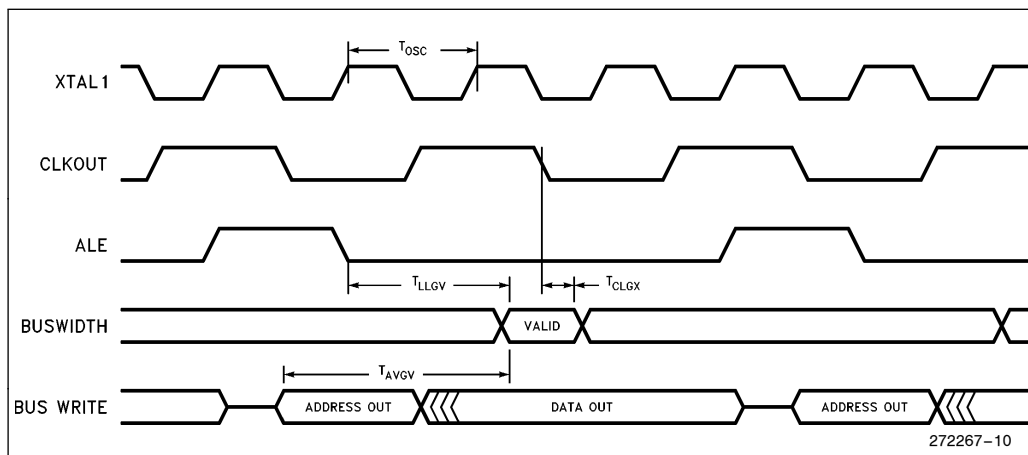 T_OSC
XTAL1
CLKOUT
ALE
T_LLGV T_CLGX
BUSWIDTH VALID
T_AVGV
BUS WRITE ADDRESS OUT DATA OUT ADDRESS OUT
272267-10